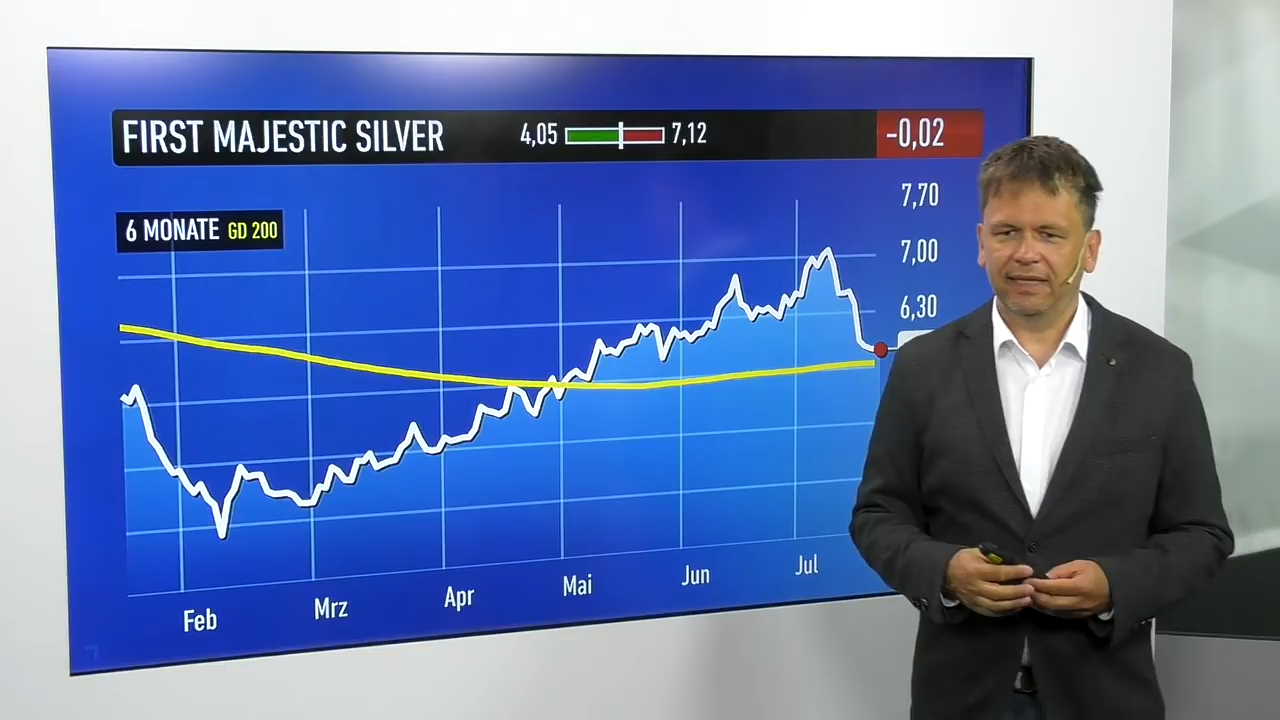 FIRST MAJESTIC SILVER 4,05 7,12 -0,02
7,70
6 MONATE GD 200
7,00
6,30
Feb Mrz Apr Mai Jun Jul